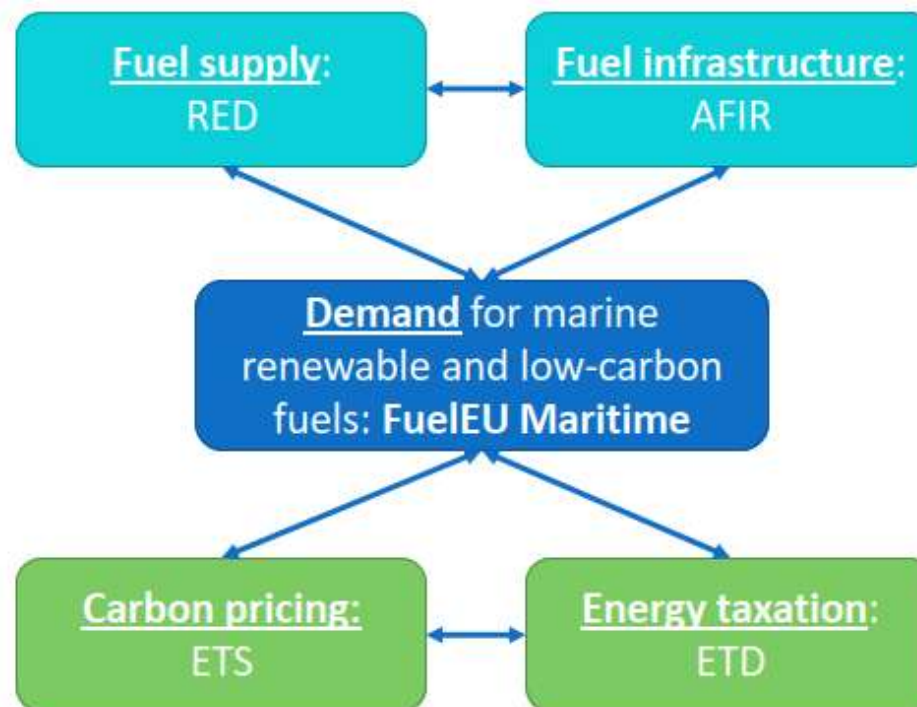 Fuel supply:
RED
Fuel infrastructure:
AFIR
Demand for marine
renewable and low-carbon
fuels: FuelEU Maritime
Carbon pricing:
ETS
Energy taxation:
ETD